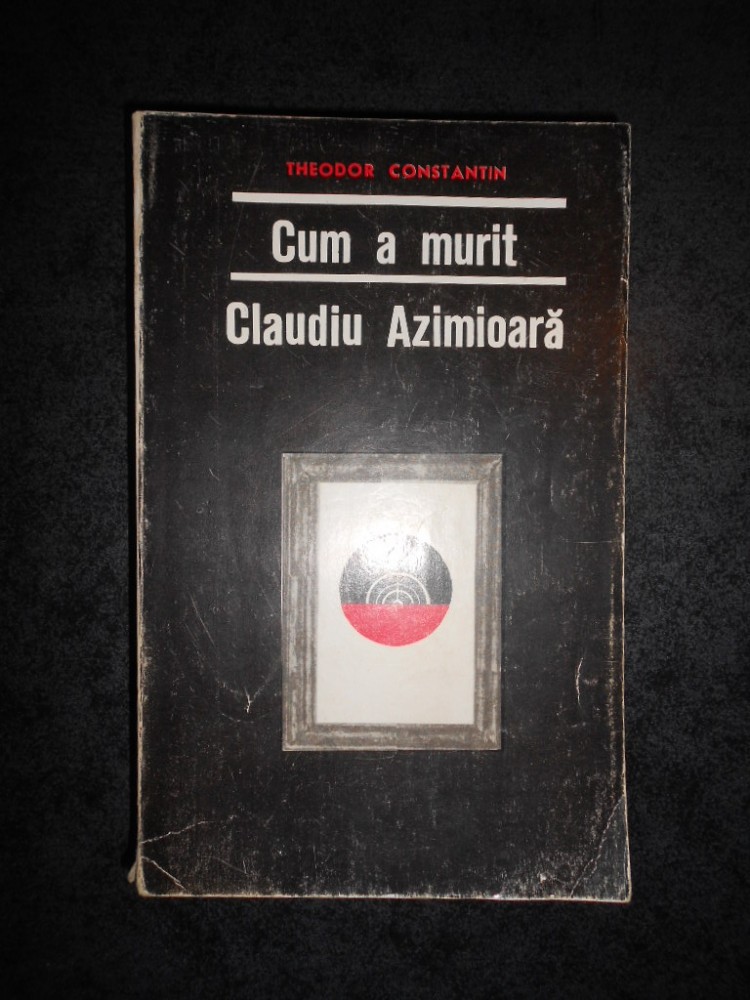 THEODOR CONSTANTIN
Cum a murit
Claudiu Azimioară